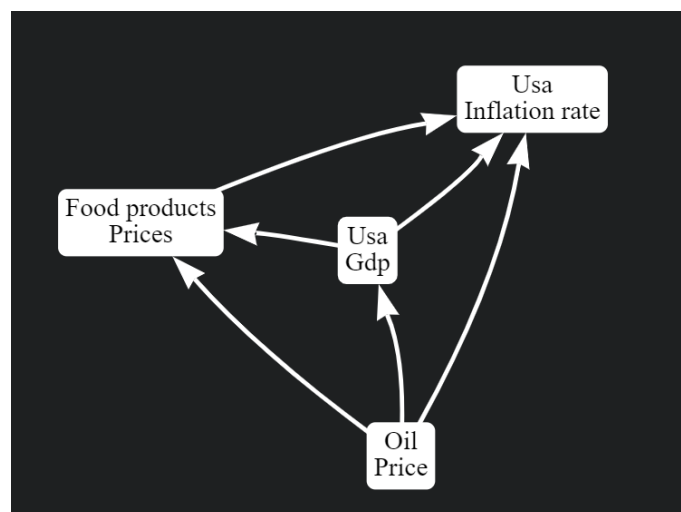 Usa
Inflation rate
Food products
Prices
Usa
Gdp
Oil
Price